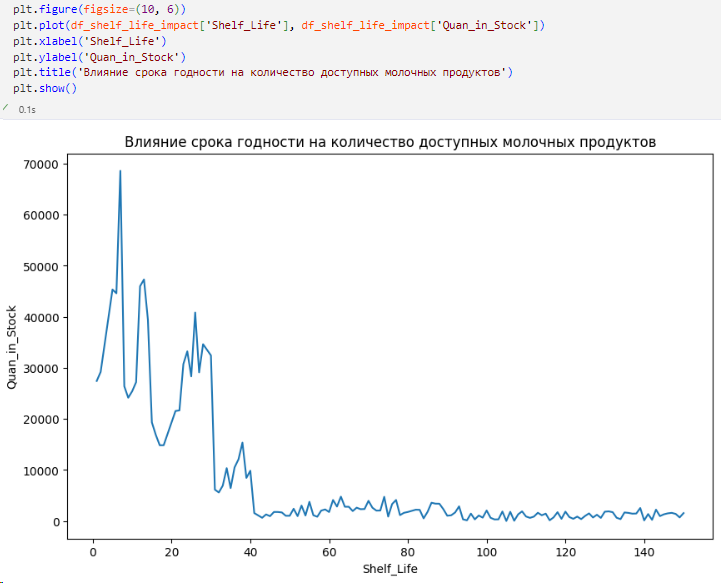 plt.figure(figsize=(10, 6))
plt.plot(df_shelf_life_impact['Shelf_Life'], df_shelf_life_impact['Quan_in_Stock'])
plt.xlabel('Shelf_Life')
plt.ylabel('Quan_in_Stock')
plt.title('Влияние срока годности на количество доступных молочных продуктов')
plt.show()
0.1s
Влияние срока годности на количество доступных молочных продуктов
70000
60000
50000
40000
30000
20000
10000
0
Quan_in_Stock
0 20 40 60 80 100 120 140
Shelf_Life